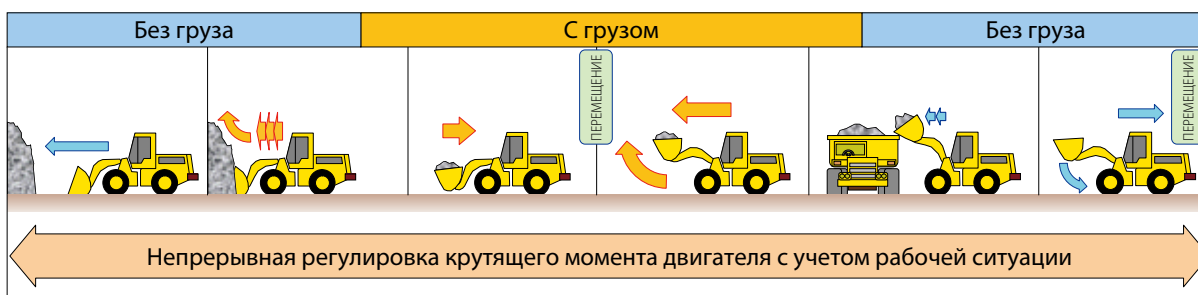 Без груза
С грузом
Без груза
ПЕРЕМЕЩЕНИЕ
ПЕРЕМЕЩЕНИЕ
Непрерывная регулировка крутящего момента двигателя с учетом рабочей ситуации